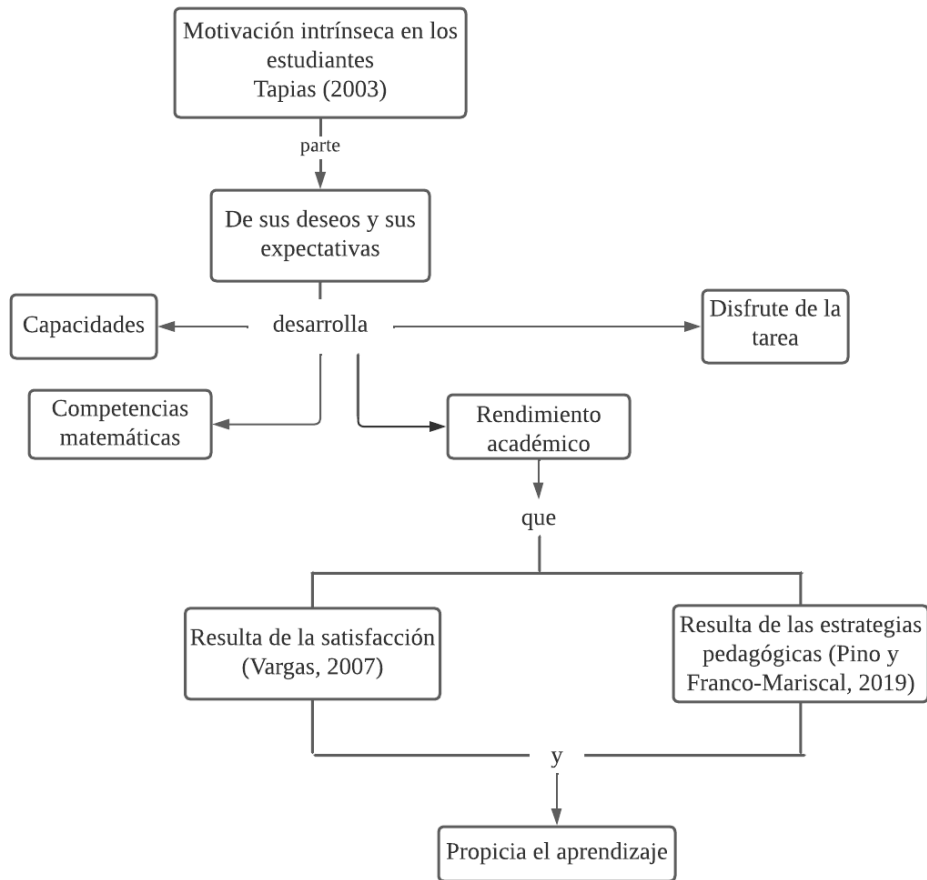 Motivación intrínseca en los
estudiantes
Tapias (2003)
parte
De sus deseos y sus
expectativas
Capacidades
desarrolla
Disfrute de la
tarea
Competencias
matemáticas
Rendimiento
académico
que
Resulta de la satisfacción
(Vargas, 2007)
Resulta de las estrategias
pedagógicas (Pino y
Franco-Mariscal, 2019)
y
Propicia el aprendizaje